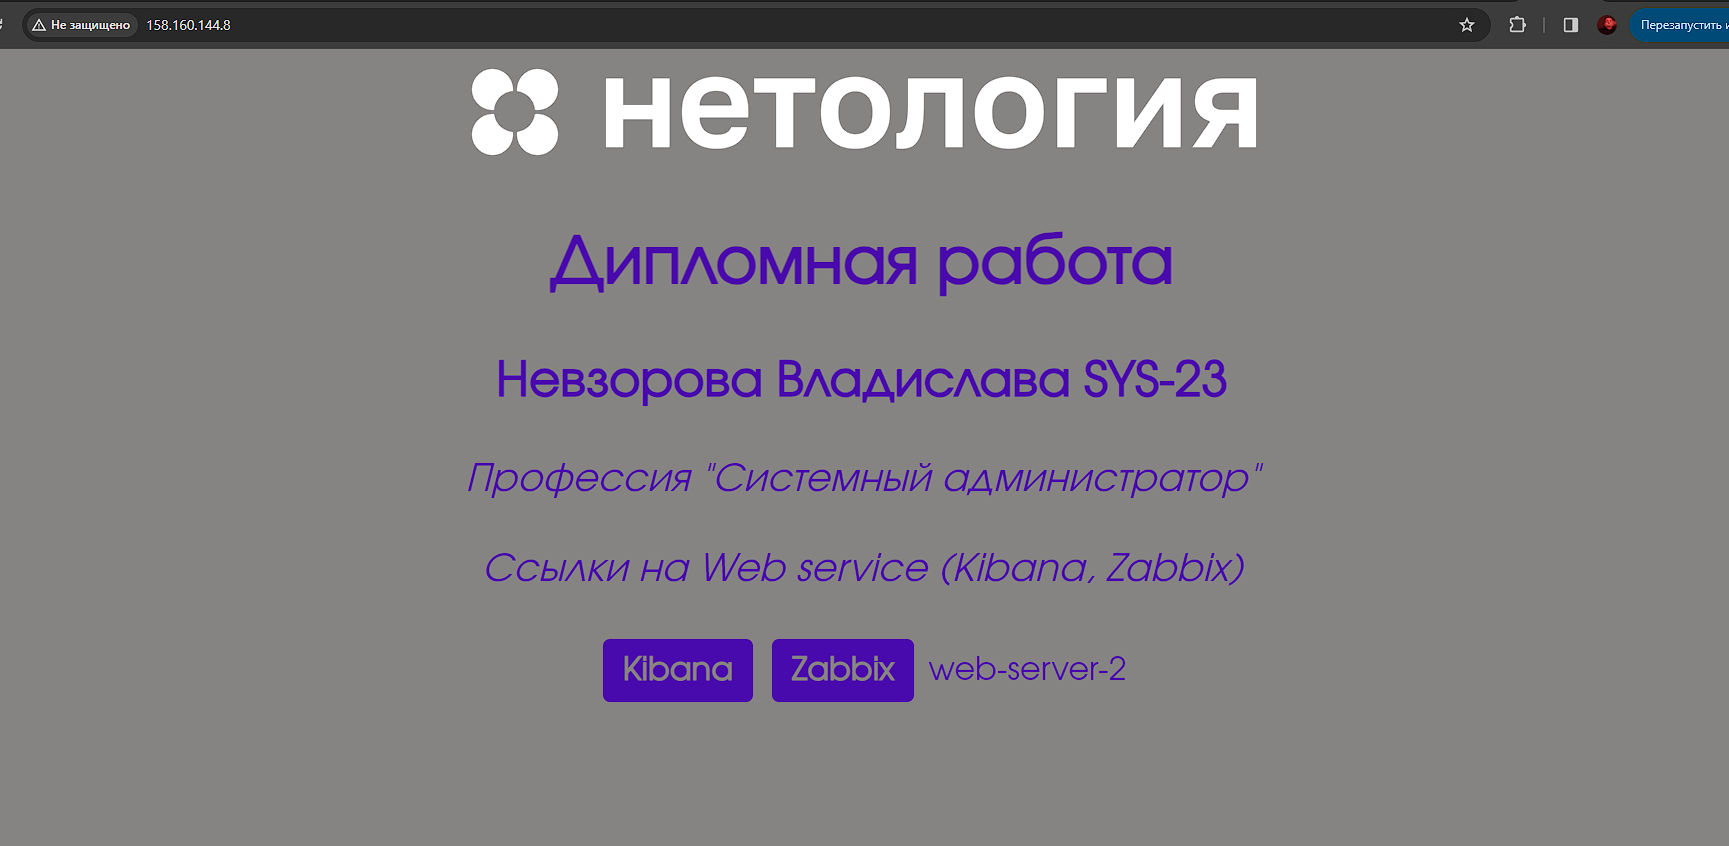 Не защищено 158.160.144.8 Перезапустить и
нетология
Дипломная работа
Невзорова Владислава SYS-23
Профессия "Системный администратор"
Ссылки на Web service (Kibana, Zabbix)
Kibana Zabbix web-server-2